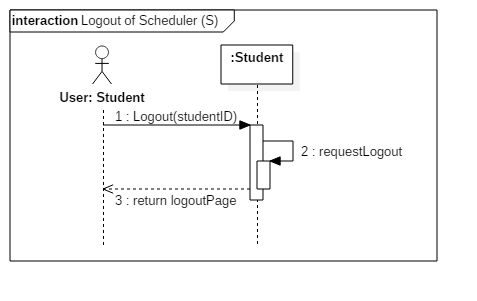 interaction Logout of Scheduler (S)
:Student
User: Student
1 : Logout(studentID)
2 : requestLogout
3 : return logoutPage